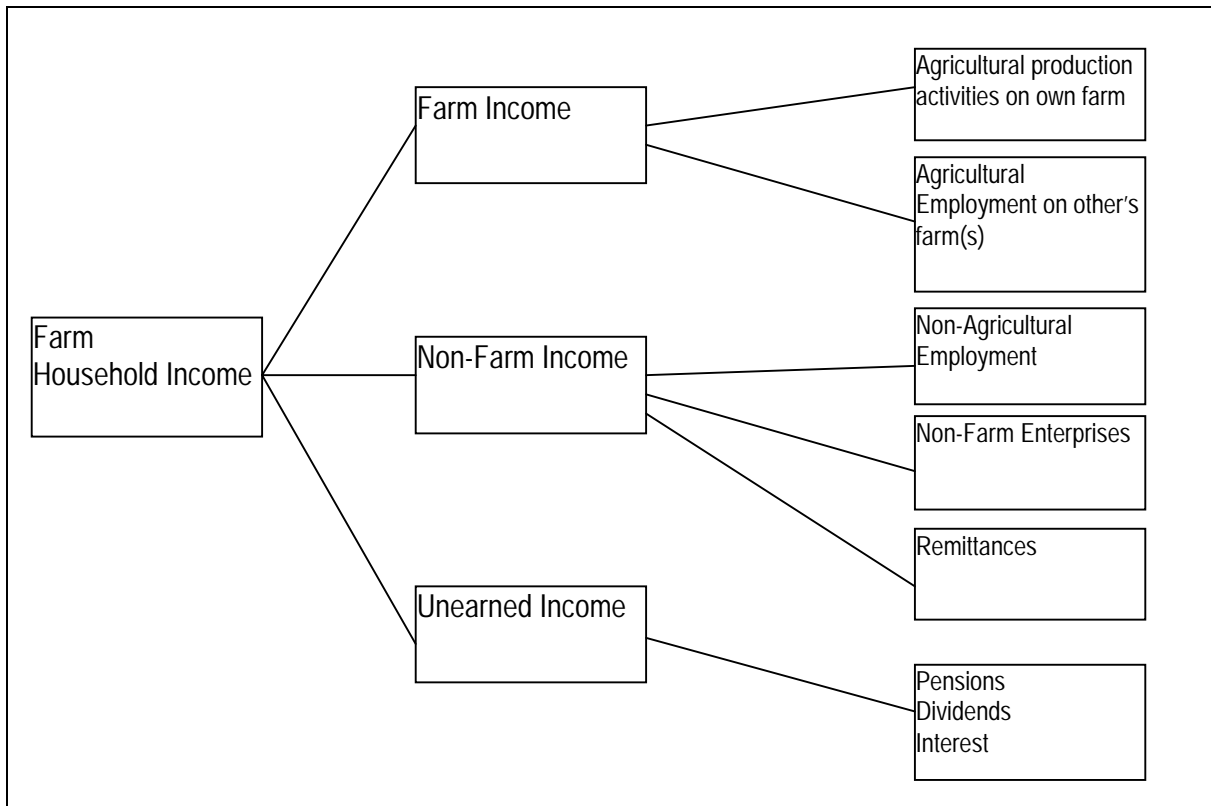 Farm
Household Income
Farm Income
Agricultural production
activities on own farm
Agricultural
Employment on other's
farm(s)
Non-Farm Income
Non-Agricultural
Employment
Non-Farm Enterprises
Remittances
Unearned Income
Pensions
Dividends
Interest